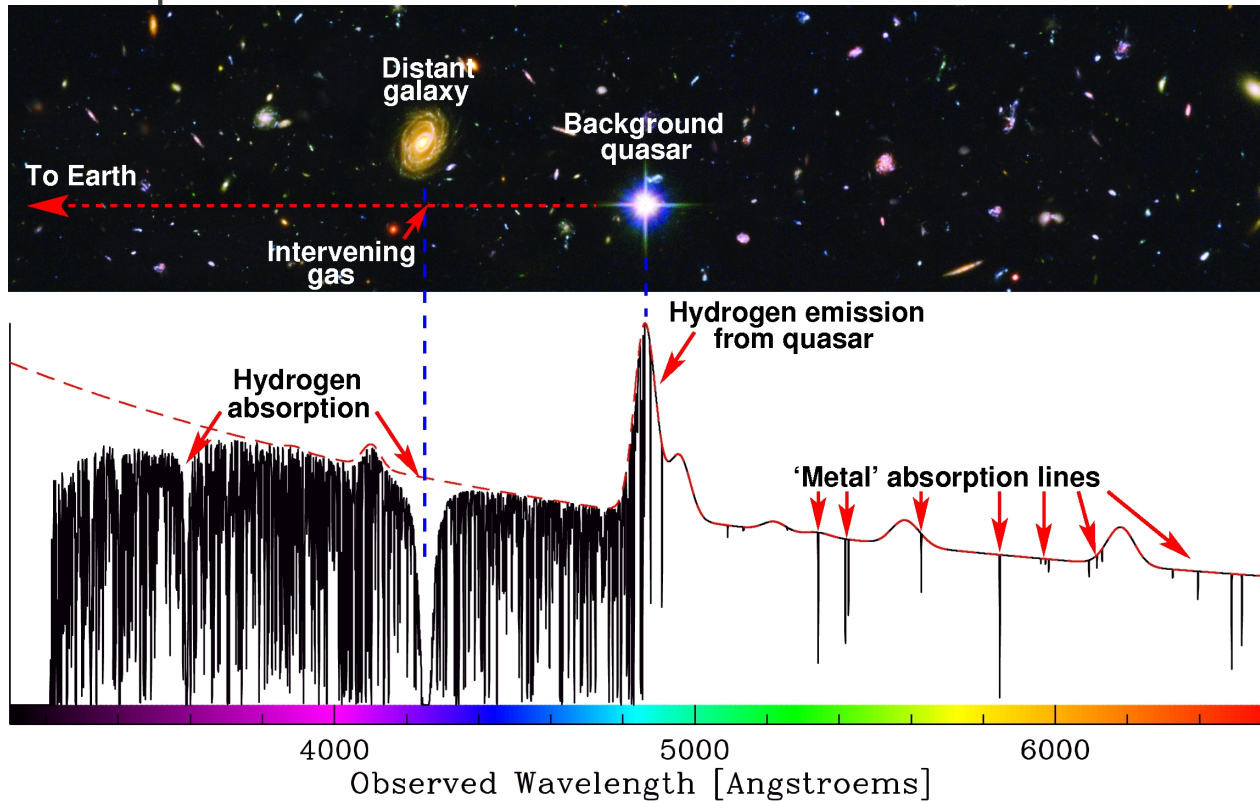 Distant
galaxy
Background
quasar
To Earth
Intervening
gas
Hydrogen emission
from quasar
Hydrogen
absorption
‘Metal’ absorption lines
4000 5000 6000
Observed Wavelength [Angstroems]